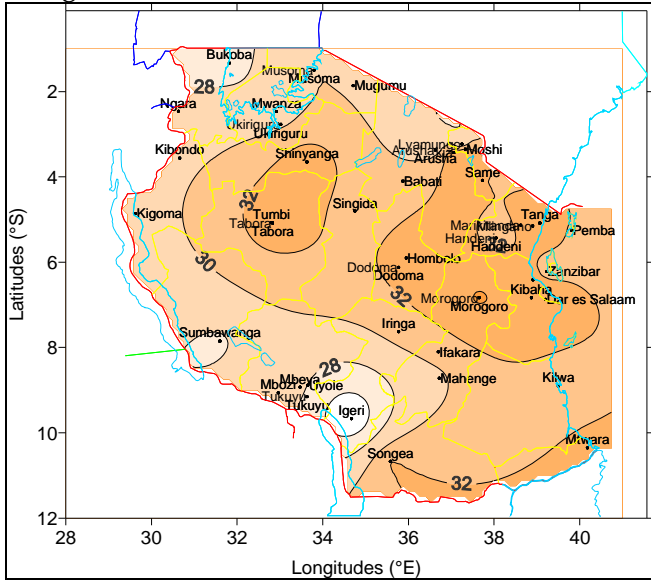 Bukoba
Musoma
Musoma
28
Mugumu
2
Ngara
Mwanza
Ukiriguru
Ukiriguru
Lyamungo
Kibondo
Shinyanga
Arusha
Moshi
Arusha
4
Same
Babati
32
Singida
Kigoma
Tumbi
Tanga
Tabora
Tabora
Pemba
Handeni
Handeni
30
Hombolo
Dodoma
Dodoma
Zanzibar
6
32
Kibaha
Morogoro
Dar es Salaam
Morogoro
Iringa
Sumbawanga
8
Ifakara
28
Mbeya
Mahenge
Kilwa
Mbozi
Uyole
Tukuyu
Tukuyu
Igeri
10
Mtwara
Songea
32
12
28
30
32
34
36
38
40
Latitudes (°S)
Longitudes (°E)